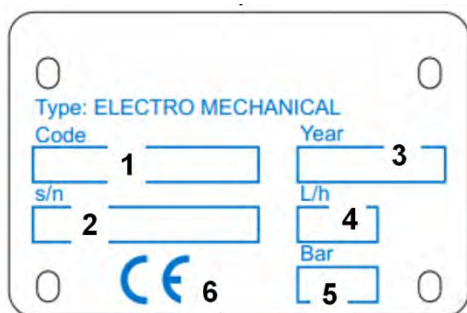 Type: ELECTRO MECHANICAL
Code Year
1 3
s/n L/h
2 4
Bar
CE 6 5